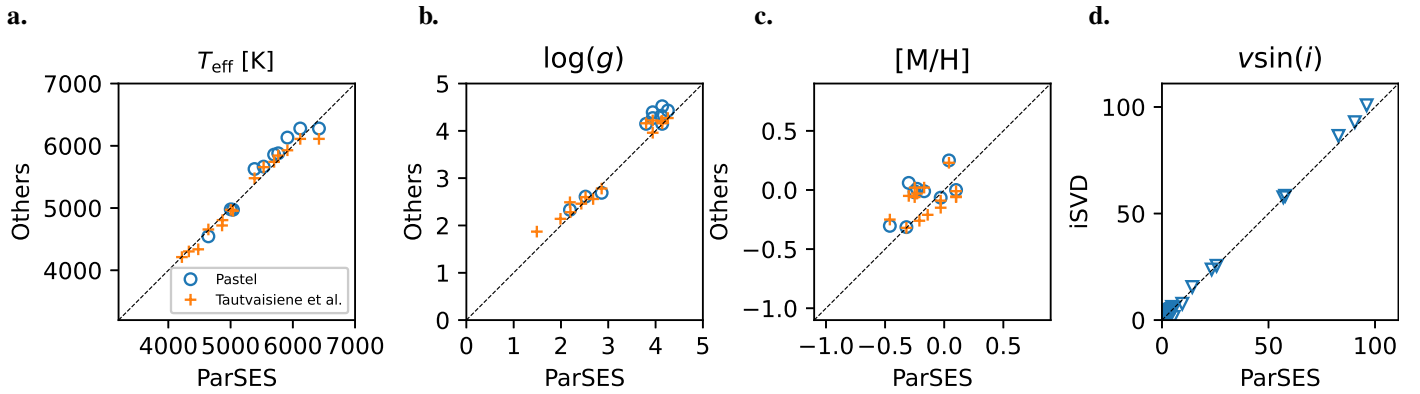 a.
T_eff [K]
7000
6000
5000
4000
Others
4000 5000 6000 7000
ParSES
Pastel
Tautvaisiene et al.
b.
log(g)
5
4
3
2
1
0
Others
0 1 2 3 4 5
ParSES
c.
[M/H]
0.5
0.0
−0.5
−1.0
Others
−1.0 −0.5 0.0 0.5
ParSES
d.
vsin(i)
100
50
0
iSVD
0 50 100
ParSES